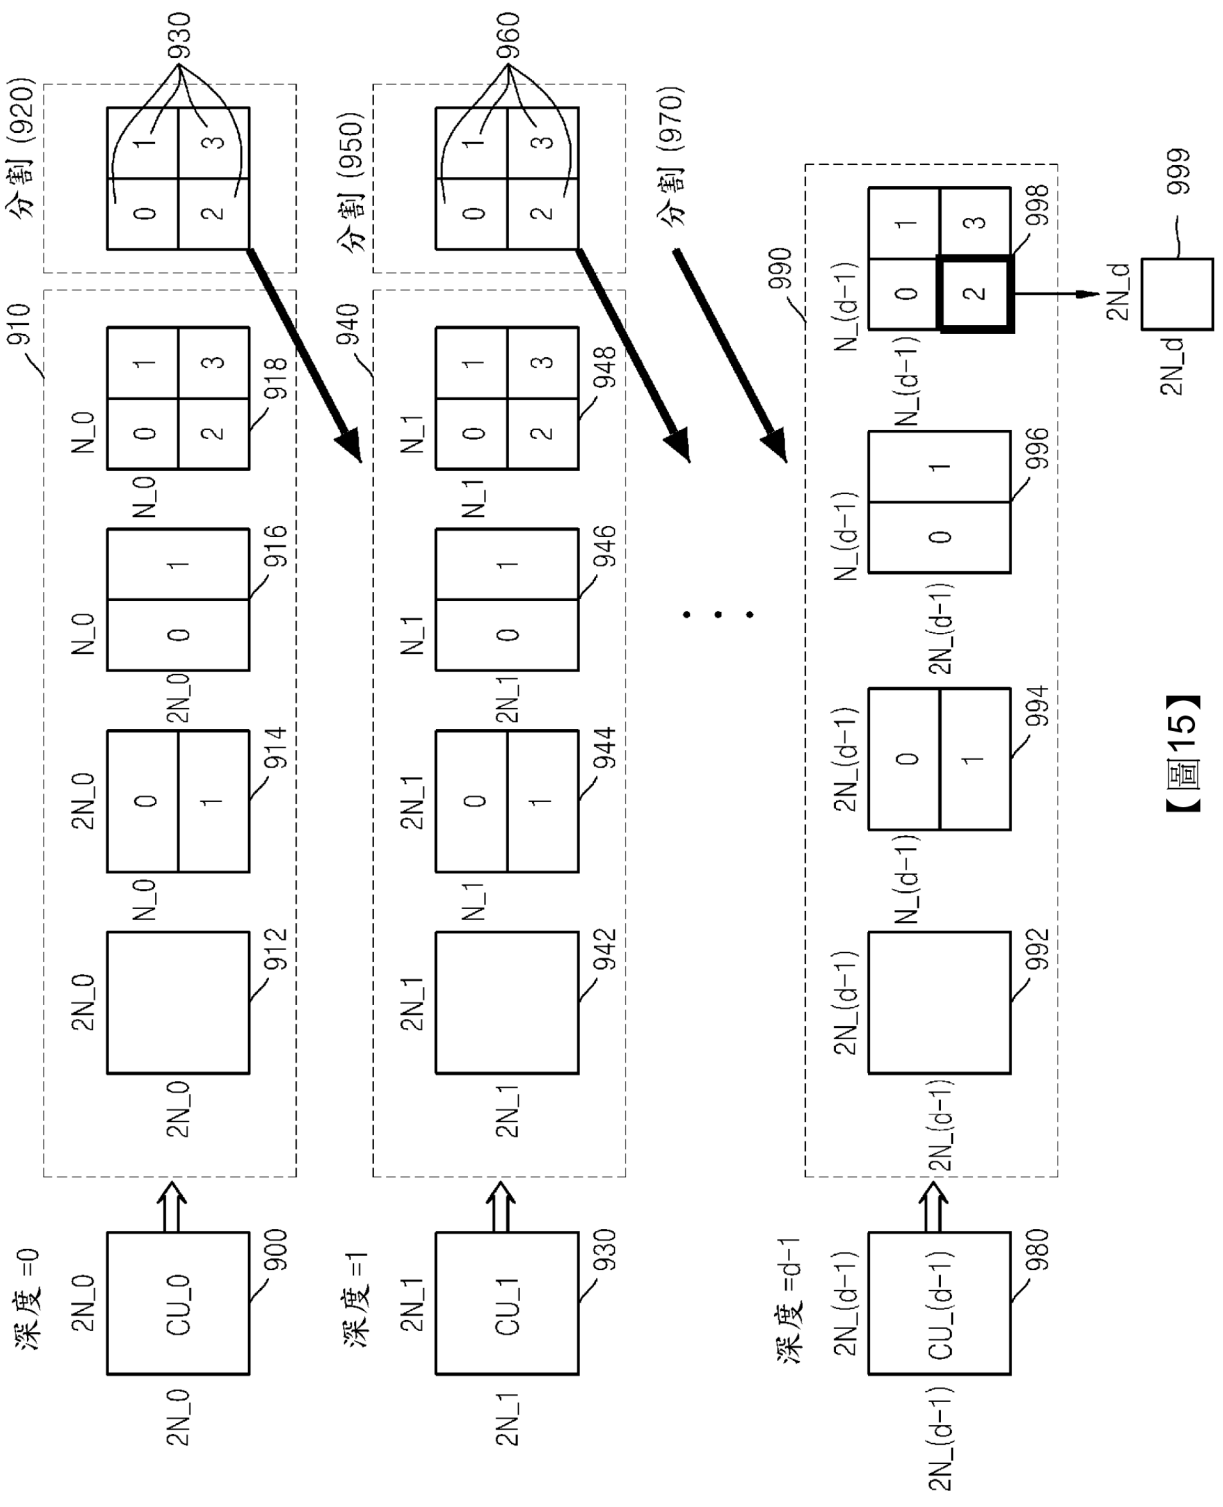 深度=0
2N_0
2N_0
CU_0
900
910
2N_0
2N_0
912
2N_0
N_0
0
1
914
N_0
2N_0
0
1
916
N_0
N_0
0
1
2
3
918
分割 (920)
0
1
2
3
930
深度=1
2N_1
2N_1
CU_1
930
940
2N_1
2N_1
942
2N_1
N_1
0
1
944
N_1
2N_1
0
1
946
N_1
N_1
0
1
2
3
948
分割 (950)
0
1
2
3
960
分割 (970)
深度=d-1
2N_(d-1)
2N_(d-1)
CU_(d-1)
980
990
2N_(d-1)
2N_(d-1)
992
2N_(d-1)
N_(d-1)
0
1
994
N_(d-1)
2N_(d-1)
0
1
996
N_(d-1)
N_(d-1)
0
1
2
3
998
2N_d
2N_d
999
【圖15】